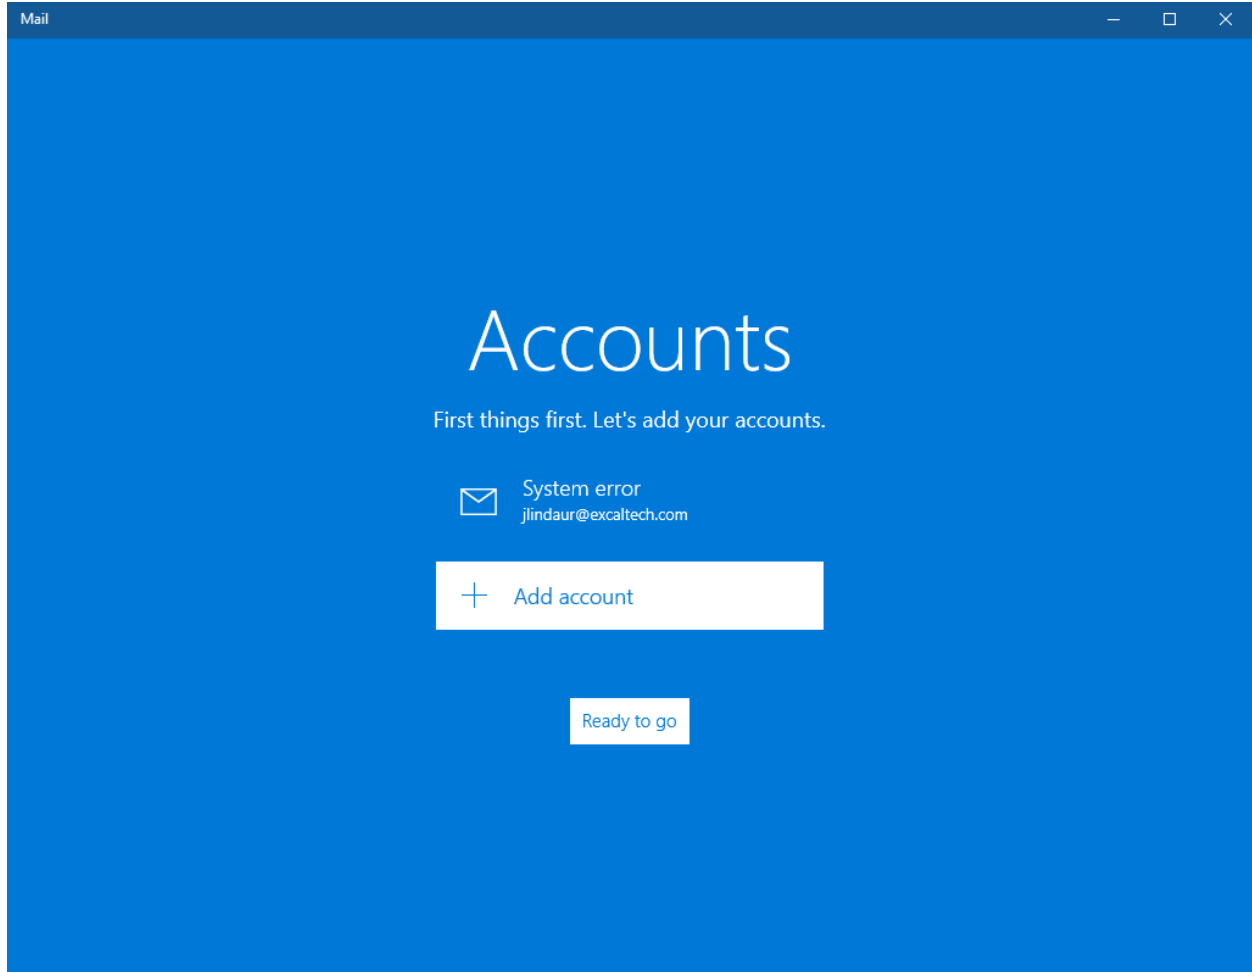 Mail
Accounts
First things first. Let's add your accounts.
System error
jlindaur@excaltech.com
Add account
Ready to go